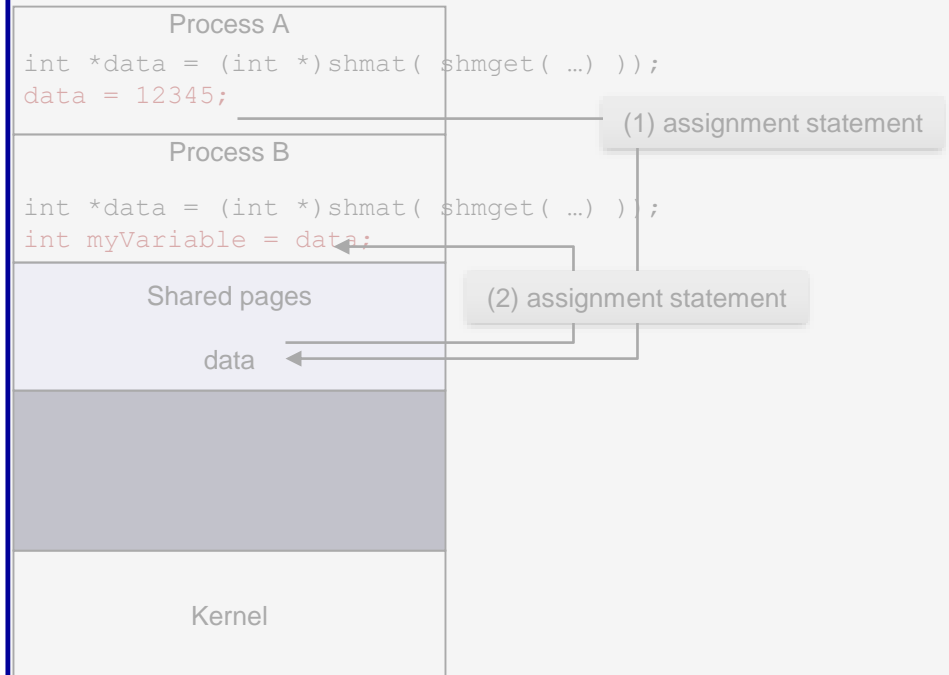 Process A
int *data = (int *)shmat( shmget( …) ));
data = 12345;
(1) assignment statement
Process B
int *data = (int *)shmat( shmget( …) ));
int myVariable = data;
Shared pages
(2) assignment statement
data
Kernel